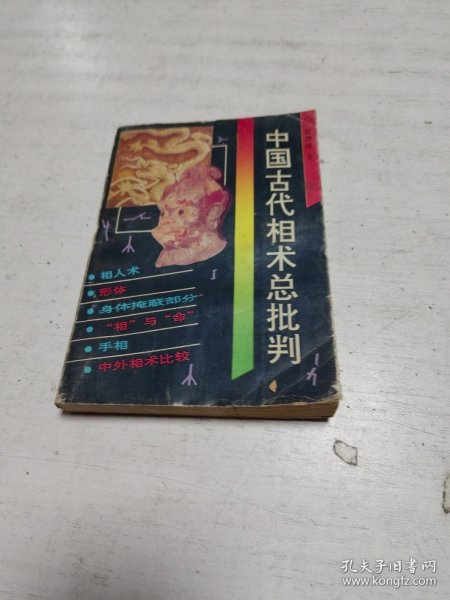 中国古代相术总批判
• 相人术
• 形体
• 身体掩蔽部分
• “相”与“命”
• 手相
• 中外相术比较
孔夫子旧书网
www.kongfz.com